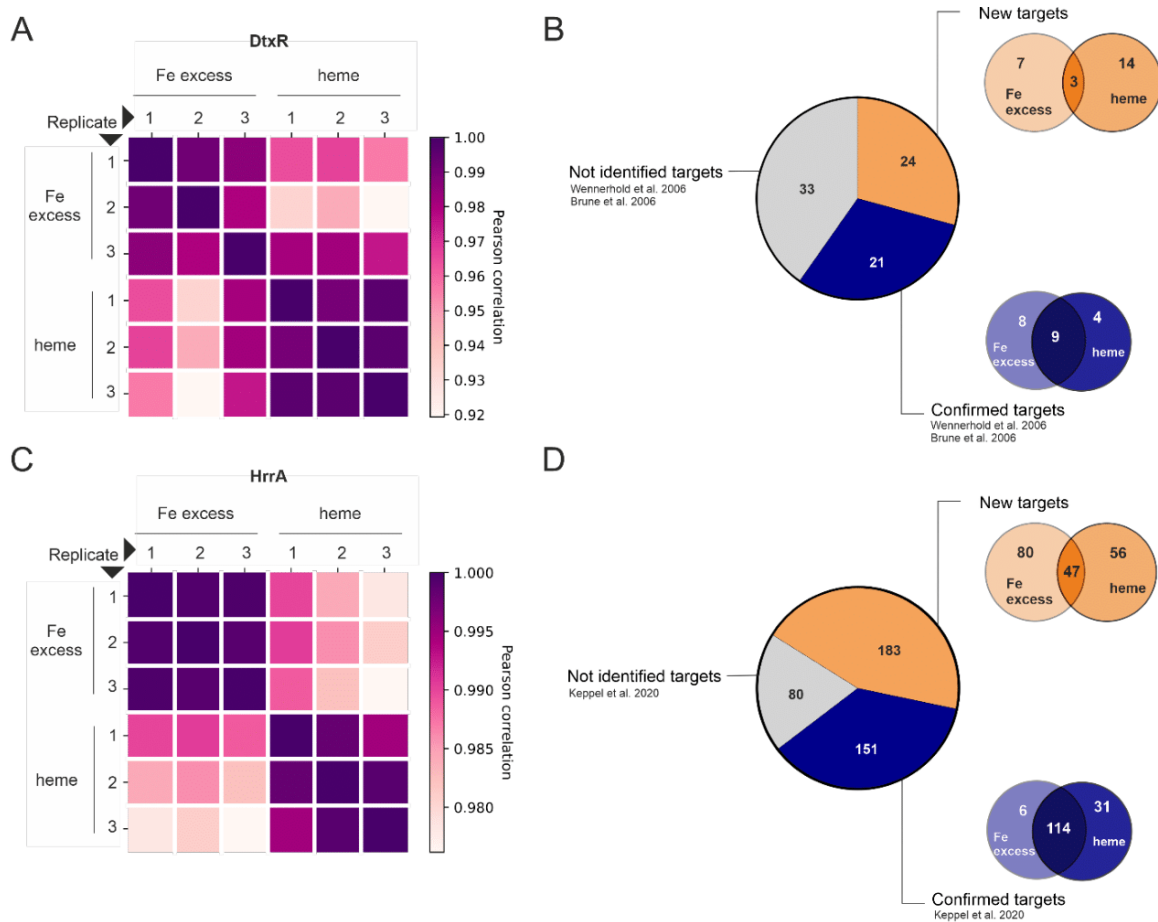 A
DtxR
Fe excess
heme
Replicate
1 2 3 1 2 3
Fe
excess
1
2
3
heme
1
2
3
1.00
0.99
0.98
0.97
0.96
0.95
0.94
0.93
0.92
Pearson correlation
B
New targets
7
3
14
Fe
excess
heme
24
33
21
Not identified targets
Wennerhold et al. 2006
Brune et al. 2006
8
9
4
Fe
excess
heme
Confirmed targets
Wennerhold et al. 2006
Brune et al. 2006
C
HrrA
Fe excess
heme
Replicate
1 2 3 1 2 3
Fe
excess
1
2
3
heme
1
2
3
1.000
0.995
0.990
0.985
0.980
Pearson correlation
D
New targets
80
47
56
Fe
excess
heme
183
80
151
Not identified targets
Keppel et al. 2020
6
114
31
Fe
excess
heme
Confirmed targets
Keppel et al. 2020